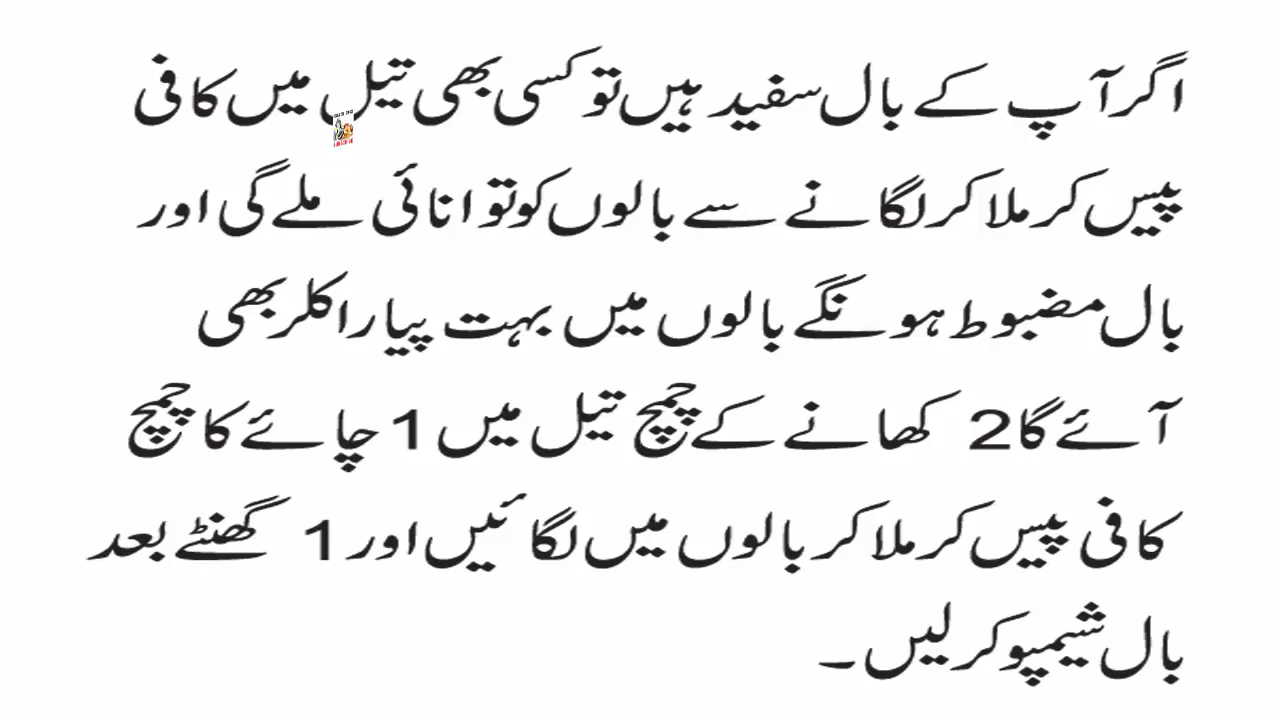 اگر آپ کے بال سفید ہیں تو کسی بھی تیل میں کافی
پیس کر ملا کر لگانے سے بالوں کو توانائی ملے گی اور
بال مضبوط ہونگے بالوں میں بہت پیارا کلر بھی
آئے گا 2 کھانے کے چمچ تیل میں 1 چائے کا چمچ
کافی پیس کر ملا کر بالوں میں لگائیں اور 1 گھنٹے بعد
بال شیمپو کر لیں۔